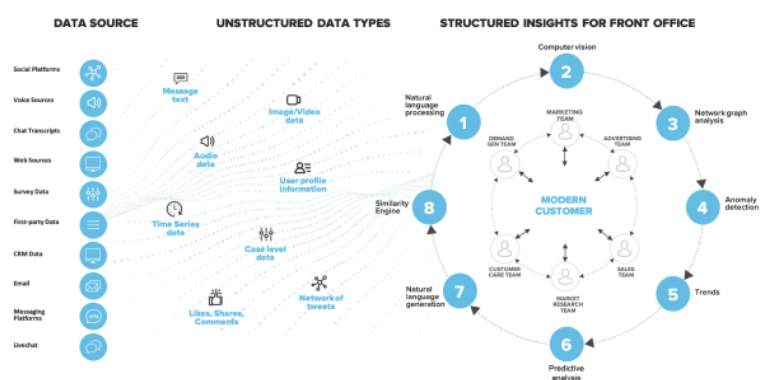 DATA SOURCE
UNSTRUCTURED DATA TYPES
STRUCTURED INSIGHTS FOR FRONT OFFICE
Social Platforms
Voice Sources
Chat Transcripts
Web Sources
Survey Data
First-party Data
CRM Data
Email
Messaging
Platforms
SMS
Livechat
Message
text
Image/Video
data
Audio
data
User profile
information
Time Series
data
Case level
data
Likes, Shares,
Comments
Network of
tweets
Natural
language
processing
1
Computer vision
2
3
Network graph
analysis
4
Anomaly
detection
5
Trends
6
Predictive
analysis
7
Natural
language
generation
8
Similarity
Engine
MARKETING
TEAM
DEMAND
GEN TEAM
ADVERTISING
TEAM
MODERN
CUSTOMER
CUSTOMER
CARE TEAM
SALES
TEAM
MARKET
RESEARCH
TEAM